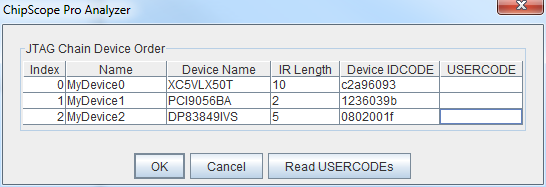 ChipScope Pro Analyzer
JTAG Chain Device Order
Index Name Device Name IR Length Device IDCODE USERCODE
0 MyDevice0 XC5VLX50T 10 c2a96093
1 MyDevice1 PCI9056BA 2 1236039b
2 MyDevice2 DP83849IVS 5 0802001f
OK Cancel Read USERCODEs